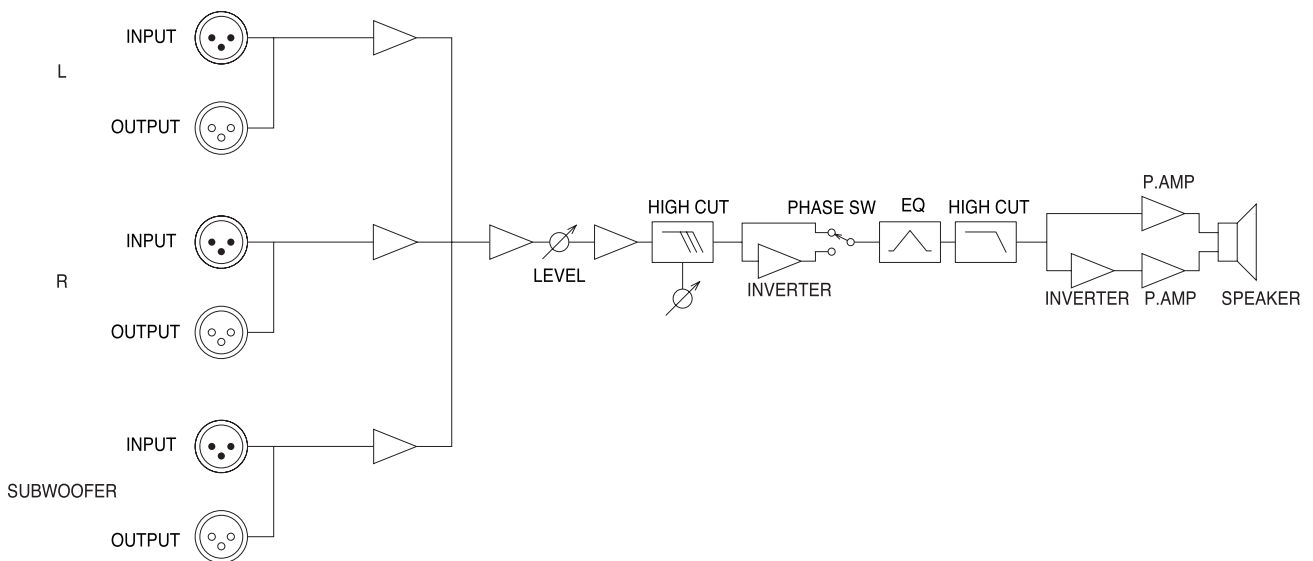 INPUT
L
OUTPUT
INPUT
R
OUTPUT
INPUT
SUBWOOFER
OUTPUT
LEVEL
HIGH CUT
INVERTER
PHASE SW
EQ
HIGH CUT
P.AMP
INVERTER
P.AMP
SPEAKER